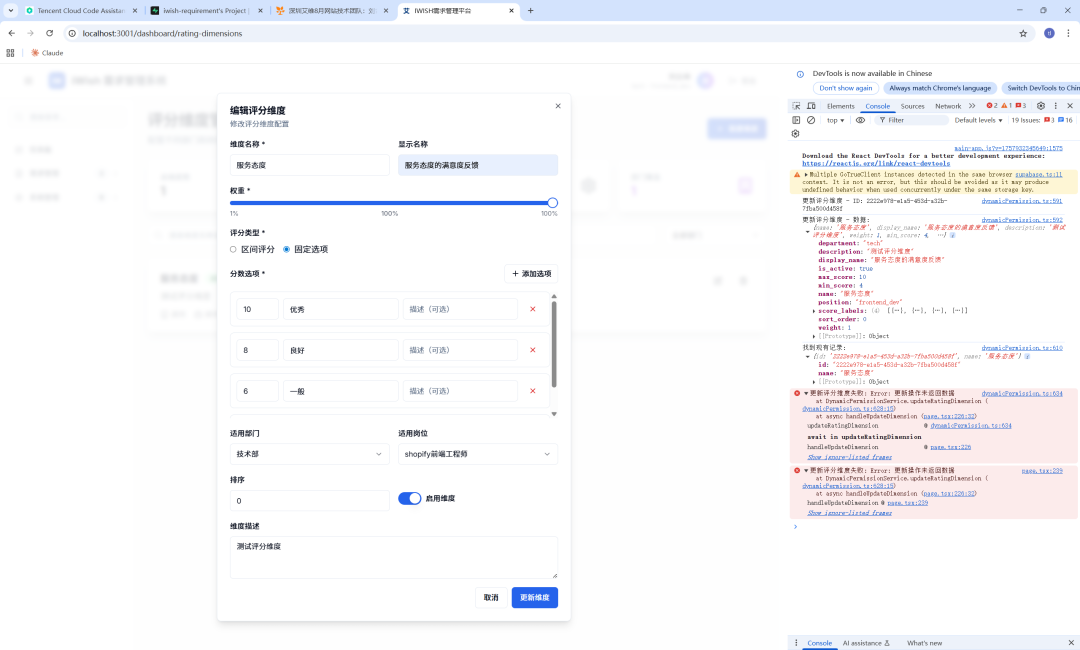 Tencent Cloud Code Assistan
iwish-requirement's Project
IWISH需求管理平台
localhost:3001/dashboard/rating-dimensions
Claude
编辑评分维度
修改评分维度配置
维度名称 *
显示名称
服务态度
服务态度的满意度反馈
权重 *
1%
100%
100%
评分类型 *
区间评分
固定选项
分数选项 *
添加选项
10
优秀
描述（可选）
8
良好
描述（可选）
6
一般
描述（可选）
适用部门
适用岗位
技术部
shopify前端工程师
排序
0
启用维度
维度描述
测试评分维度
取消
更新维度
DevTools is now available in Chinese
Don't show again
Always match Chrome's language
Switch DevTools to Chin
Elements
Console
Sources
Network
2
1
3
top
Filter
Default levels
19 Issues:
3
16
main-app.js?v=1757932345649:1575
Download the React DevTools for a better development experience:
https://reactjs.org/link/react-devtools
Multiple GoTrueClient instances detected in the same browser supabase.ts:11
context. It is not an error, but this should be avoided as it may produce
undefined behavior when used concurrently under the same storage key.
更新评分维度 - ID: 2222e978-e1a5-453d-a32b- dynamicPermission.ts:591
7fba500d458f
更新评分维度 - 数据: dynamicPermission.ts:592
{name: '服务态度', display_name: '服务态度的满意度反馈', description: '测试
评分维度', weight: 1, min_score: 4, …}
department: "tech"
description: "测试评分维度"
display_name: "服务态度的满意度反馈"
is_active: true
max_score: 10
min_score: 4
name: "服务态度"
position: "frontend_dev"
score_labels: (4) [{…}, {…}, {…}, {…}]
sort_order: 0
weight: 1
[[Prototype]]: Object
找到现有记录: dynamicPermission.ts:610
{id: '2222e978-e1a5-453d-a32b-7fba500d458f', name: '服务态度'}
id: "2222e978-e1a5-453d-a32b-7fba500d458f"
name: "服务态度"
[[Prototype]]: Object
更新评分维度失败: Error: 更新操作未返回数据 dynamicPermission.ts:634
at DynamicPermissionService.updateRatingDimension (
dynamicPermission.ts:628:15)
at async handleUpdateDimension (page.tsx:226:32)
updateRatingDimension @ dynamicPermission.ts:634
await in updateRatingDimension
handleUpdateDimension @ page.tsx:226
Show ignore-listed frames
更新评分维度失败: Error: 更新操作未返回数据 page.tsx:239
at DynamicPermissionService.updateRatingDimension (
dynamicPermission.ts:628:15)
at async handleUpdateDimension (page.tsx:226:32)
handleUpdateDimension @ page.tsx:239
Show ignore-listed frames
Console
AI assistance
What's new